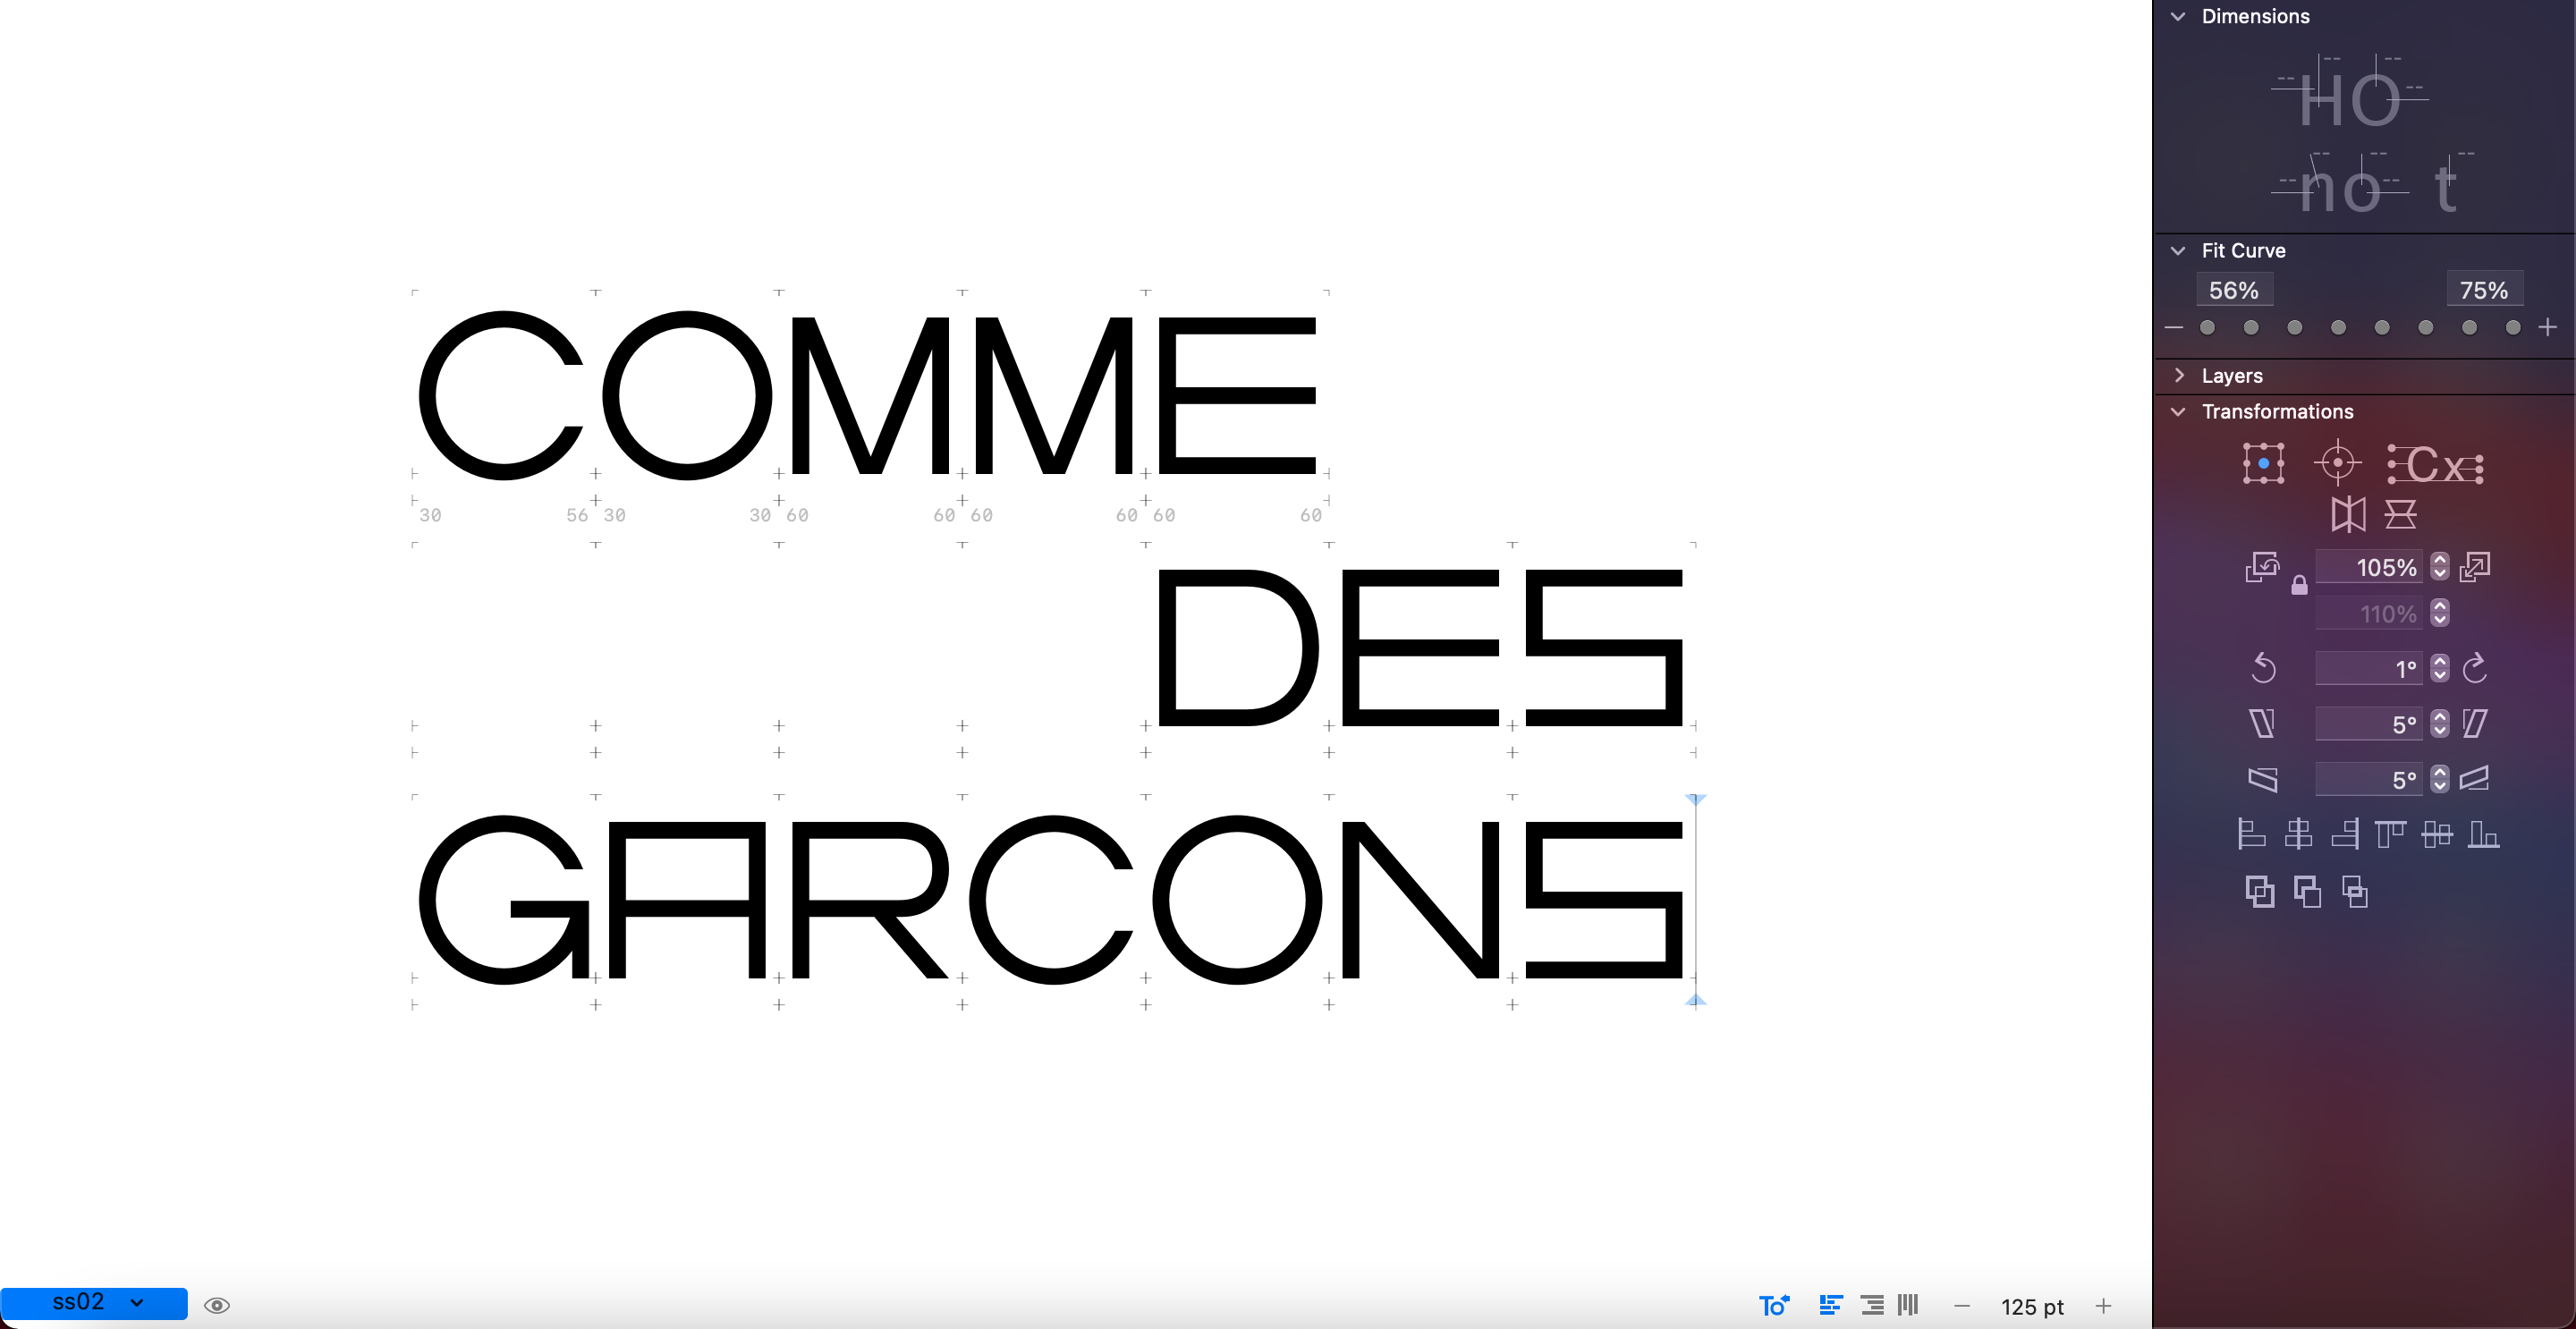 COMME
30 56 30 30 60 60 60 60 60 60
DES
GARCONS
ss02
To
125 pt
Dimensions
-- HO --
-- no -- t
Fit Curve
56% 75%
Layers
Transformations
Cx
105%
110%
1°
5°
5°